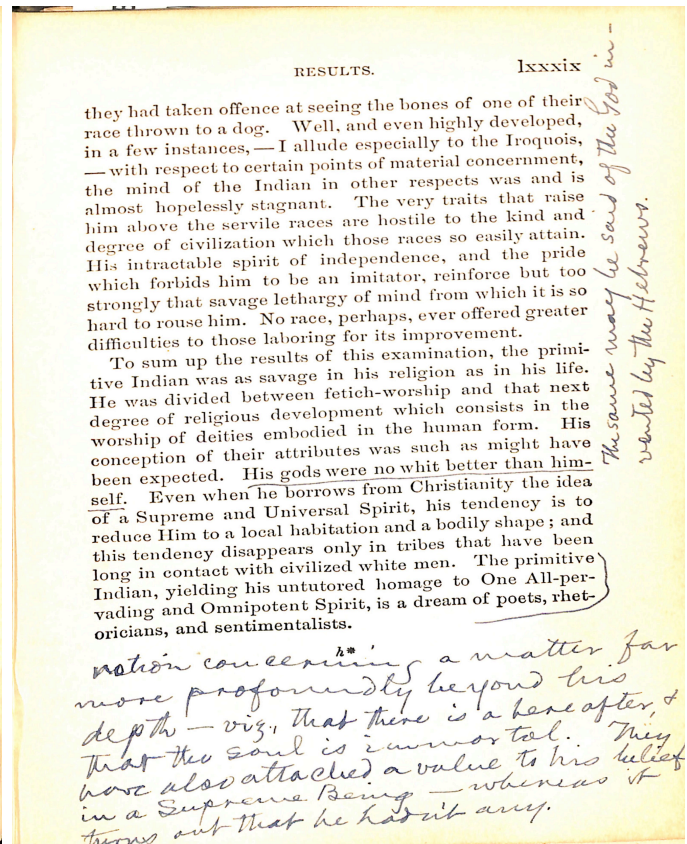 RESULTS. lxxxix
they had taken offence at seeing the bones of one of their
race thrown to a dog. Well, and even highly developed,
in a few instances, — I allude especially to the Iroquois,
— with respect to certain points of material concernment,
the mind of the Indian in other respects was and is
almost hopelessly stagnant. The very traits that raise
him above the servile races are hostile to the kind and
degree of civilization which those races so easily attain.
His intractable spirit of independence, and the pride
which forbids him to be an imitator, reinforce but too
strongly that savage lethargy of mind from which it is so
hard to rouse him. No race, perhaps, ever offered greater
difficulties to those laboring for its improvement.
To sum up the results of this examination, the primi-
tive Indian was as savage in his religion as in his life.
He was divided between fetich-worship and that next
degree of religious development which consists in the
worship of deities embodied in the human form. His
conception of their attributes was such as might have
been expected. His gods were no whit better than him-
self. Even when he borrows from Christianity the idea
of a Supreme and Universal Spirit, his tendency is to
reduce Him to a local habitation and a bodily shape; and
this tendency disappears only in tribes that have been
long in contact with civilized white men. The primitive
Indian, yielding his untutored homage to One All-per-
vading and Omnipotent Spirit, is a dream of poets, rhet-
oricians, and sentimentalists.
h*
The same may be said of the God in-
vented by the Hebrews.
notion concerning a matter far
more profoundly beyond his
depth — viz., that there is a hereafter, &
that the soul is immortal. They
have also attached a value to his belief
in a Supreme Being — whereas it
turns out that he hadn't any.